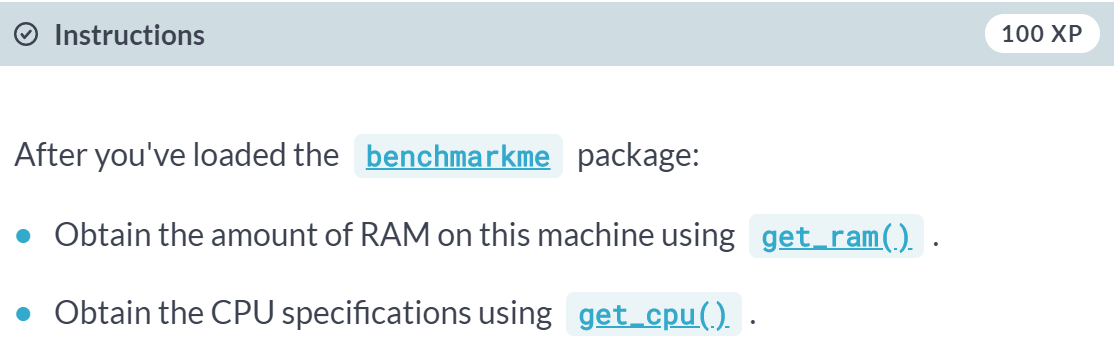 Instructions 100 XP
After you've loaded the benchmarkme package:
Obtain the amount of RAM on this machine using get_ram() .
Obtain the CPU specifications using get_cpu() .